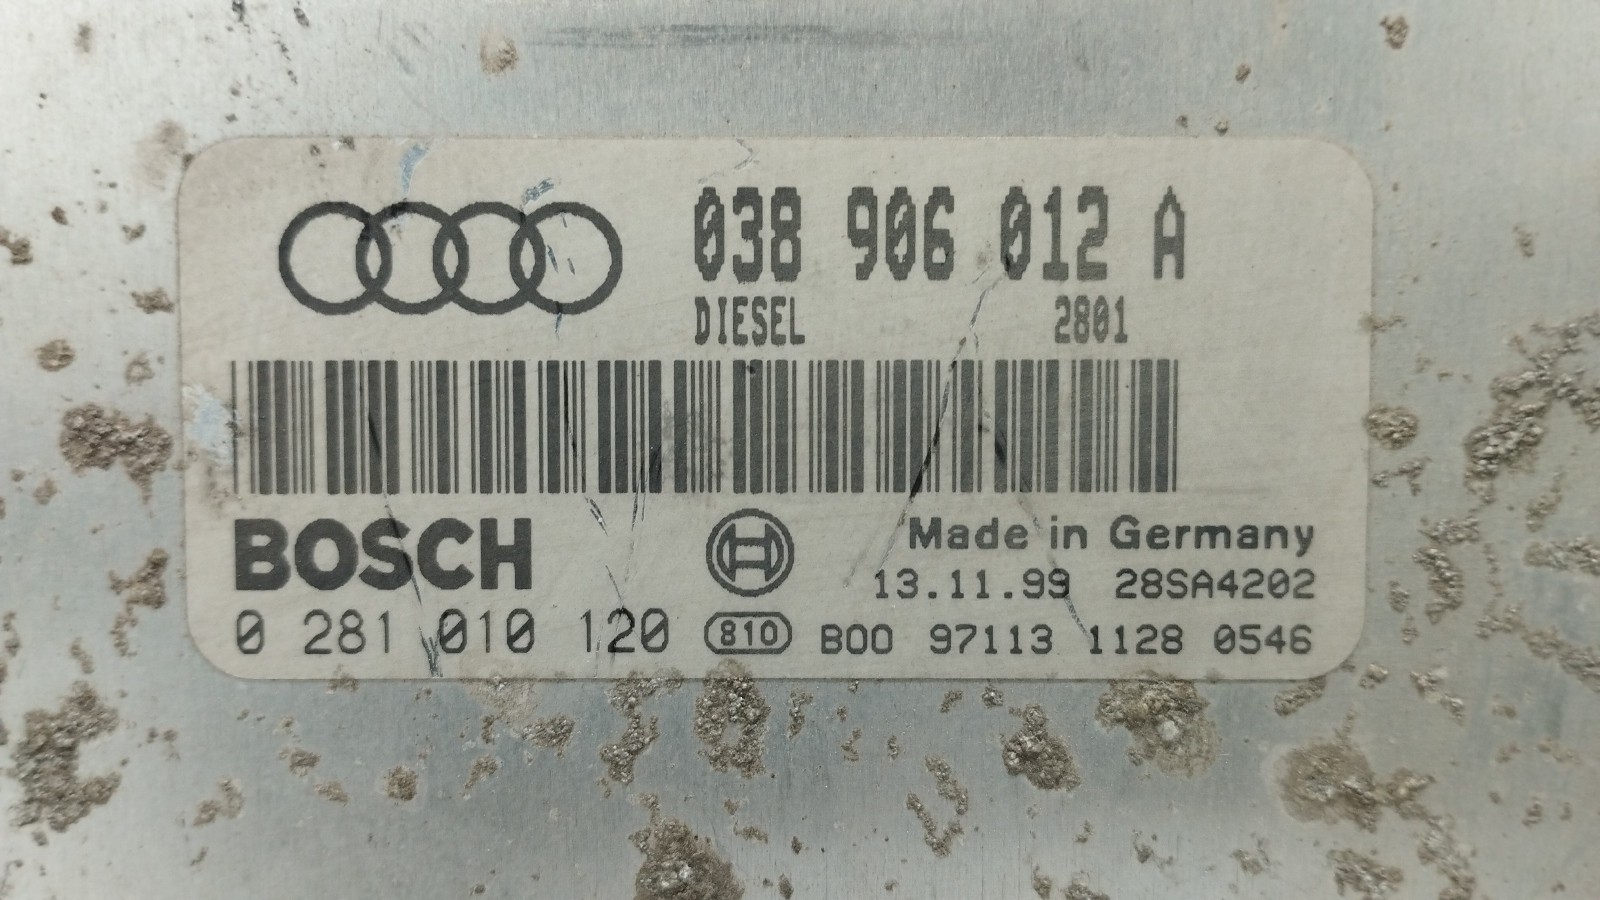 038 906 012 A
DIESEL 2801
BOSCH
Made in Germany
13.11.99 28SA4202
0 281 010 120 810 B00 97113 1128 0546